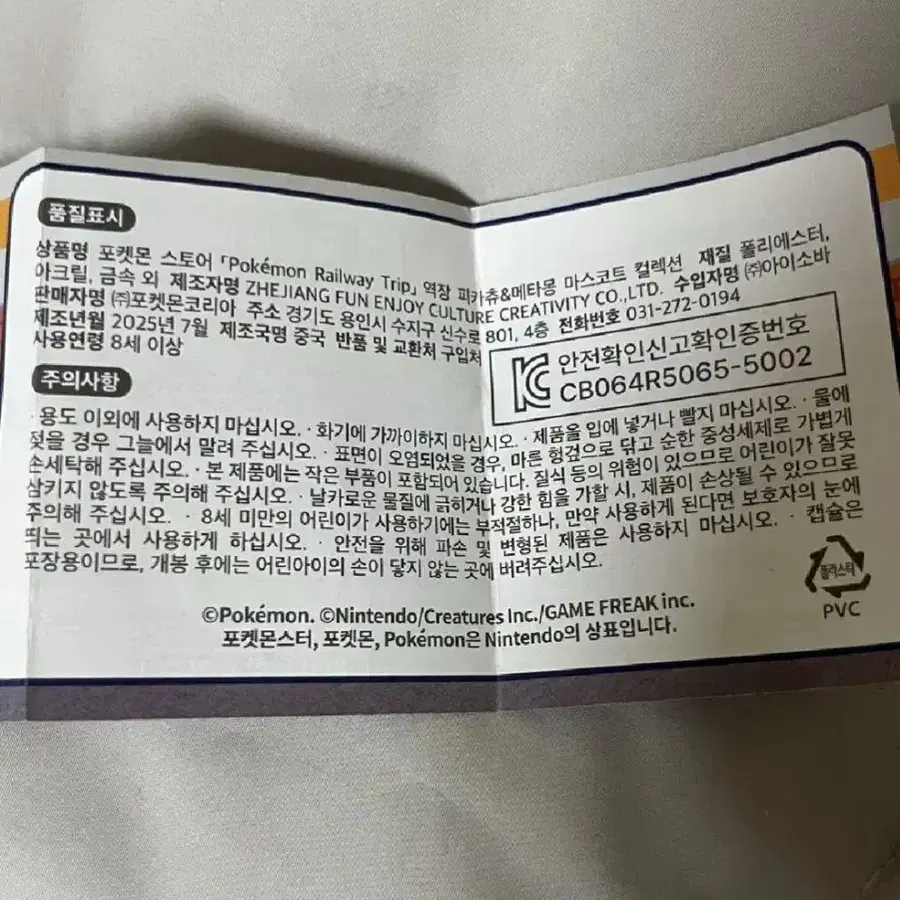 품질표시
상품명 포켓몬 스토어 「Pokémon Railway Trip」 역장 피카츄&메타몽 마스코트 컬렉션 재질 폴리에스터,
아크릴, 금속 외 제조자명 ZHEJIANG FUN ENJOY CULTURE CREATIVITY CO.,LTD. 수입자명 ㈜아이소바
판매자명 ㈜포켓몬코리아 주소 경기도 용인시 수지구 신수로 801, 4층 전화번호 031-272-0194
제조년월 2025년 7월 제조국명 중국 반품 및 교환처 구입처
사용연령 8세 이상
안전확인신고확인증번호
CB064R5065-5002
주의사항
· 용도 이외에 사용하지 마십시오. · 화기에 가까이하지 마십시오. · 제품을 입에 넣거나 빨지 마십시오. · 물에
젖을 경우 그늘에서 말려 주십시오. · 표면이 오염되었을 경우, 마른 헝겊으로 닦고 순한 중성세제로 가볍게
손세탁해 주십시오. · 본 제품에는 작은 부품이 포함되어 있습니다. 질식 등의 위험이 있으므로 어린이가 잘못
삼키지 않도록 주의해 주십시오. · 날카로운 물질에 긁히거나 강한 힘을 가할 시, 제품이 손상될 수 있으므로
주의해 주십시오. · 8세 미만의 어린이가 사용하기에는 부적절하나, 만약 사용하게 된다면 보호자의 눈에
띄는 곳에서 사용하게 하십시오. · 안전을 위해 파손 및 변형된 제품은 사용하지 마십시오. · 캡슐은
포장용이므로, 개봉 후에는 어린아이의 손이 닿지 않는 곳에 버려주십시오.
플라스틱
PVC
©Pokémon. ©Nintendo/Creatures Inc./GAME FREAK inc.
포켓몬스터, 포켓몬, Pokémon은 Nintendo의 상표입니다.